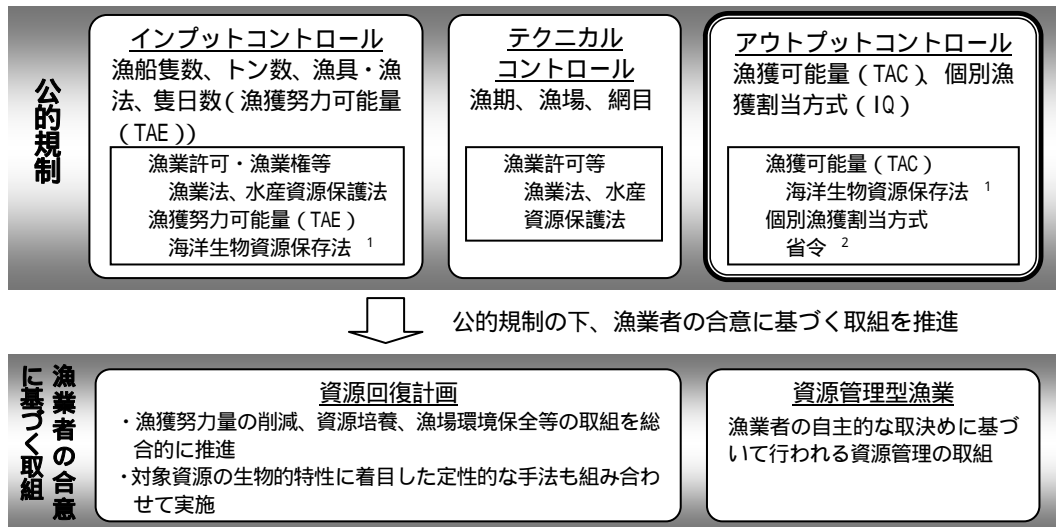 公的規制
インプットコントロール
漁船隻数、トン数、漁具・漁
法、隻日数(漁獲努力可能量
(TAE))
漁業許可・漁業権等
漁業法、水産資源保護法
漁獲努力可能量(TAE)
海洋生物資源保存法 1
テクニカル
コントロール
漁期、漁場、網目
漁業許可等
漁業法、水産
資源保護法
アウトプットコントロール
漁獲可能量(TAC)、個別漁
獲割当方式(IQ)
漁獲可能量(TAC)
海洋生物資源保存法 1
個別漁獲割当方式
省令 2
公的規制の下、漁業者の合意に基づく取組を推進
漁業者の合意
に基づく取組
資源回復計画
・漁獲努力量の削減、資源培養、漁場環境保全等の取組を総
合的に推進
・対象資源の生物的特性に着目した定性的な手法も組み合わ
せて実施
資源管理型漁業
漁業者の自主的な取決めに基づ
いて行われる資源管理の取組